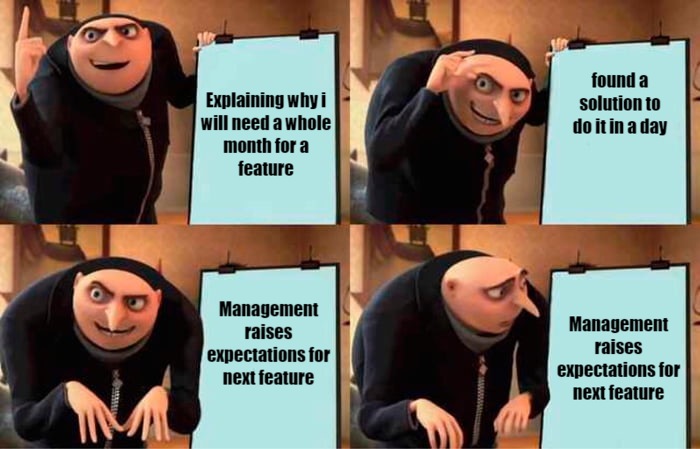 Explaining why i
will need a whole
month for a
feature
found a
solution to
do it in a day
Management
raises
expectations for
next feature
Management
raises
expectations for
next feature